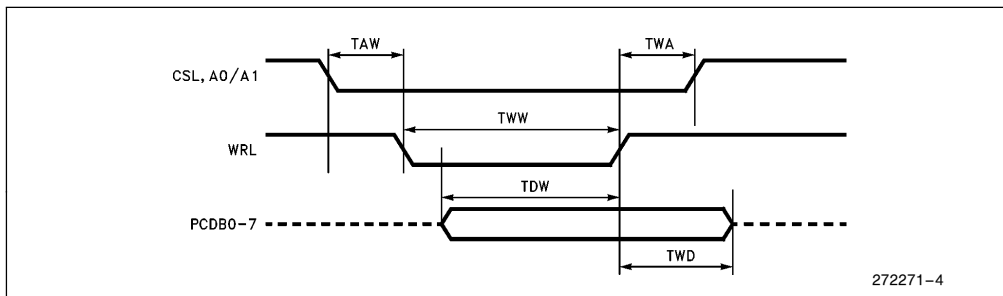 TAW
TWA
CSL, A0/A1
TWW
WRL
TDW
PCDB0-7
TWD
272271-4